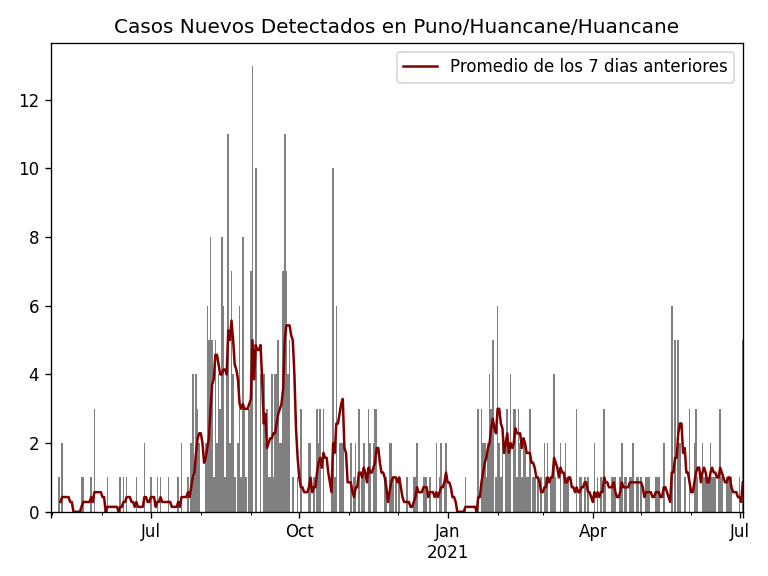 Casos Nuevos Detectados en Puno/Huancane/Huancane
Promedio de los 7 dias anteriores
12
10
8
6
4
2
0
Jul
Oct
Jan
Apr
Jul
2021